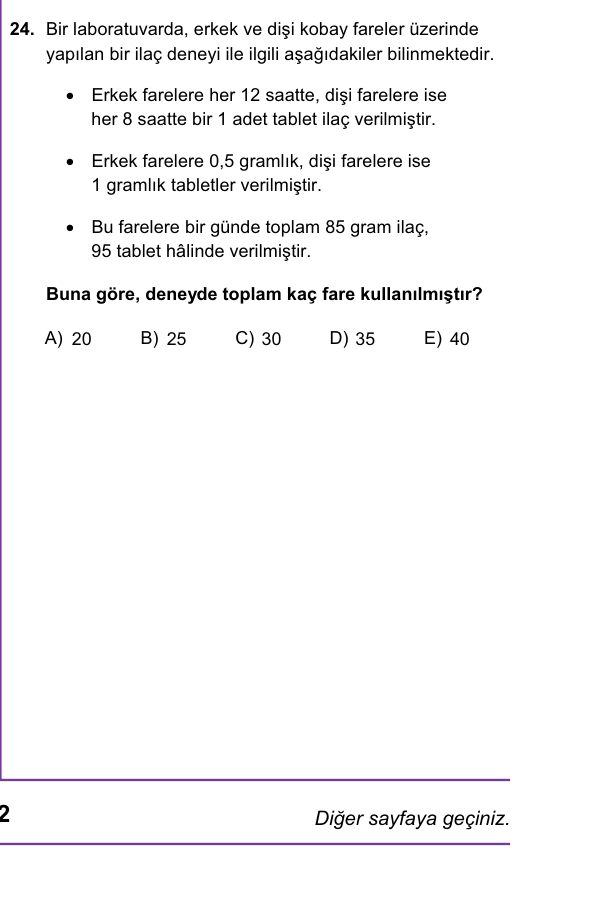 24. Bir laboratuvarda, erkek ve dişi kobay fareler üzerinde
yapılan bir ilaç deneyi ile ilgili aşağıdakiler bilinmektedir.
• Erkek farelere her 12 saatte, dişi farelere ise
her 8 saatte bir 1 adet tablet ilaç verilmiştir.
• Erkek farelere 0,5 gramlık, dişi farelere ise
1 gramlık tabletler verilmiştir.
• Bu farelere bir günde toplam 85 gram ilaç,
95 tablet hâlinde verilmiştir.
Buna göre, deneyde toplam kaç fare kullanılmıştır?
A) 20 B) 25 C) 30 D) 35 E) 40
2 Diğer sayfaya geçiniz.